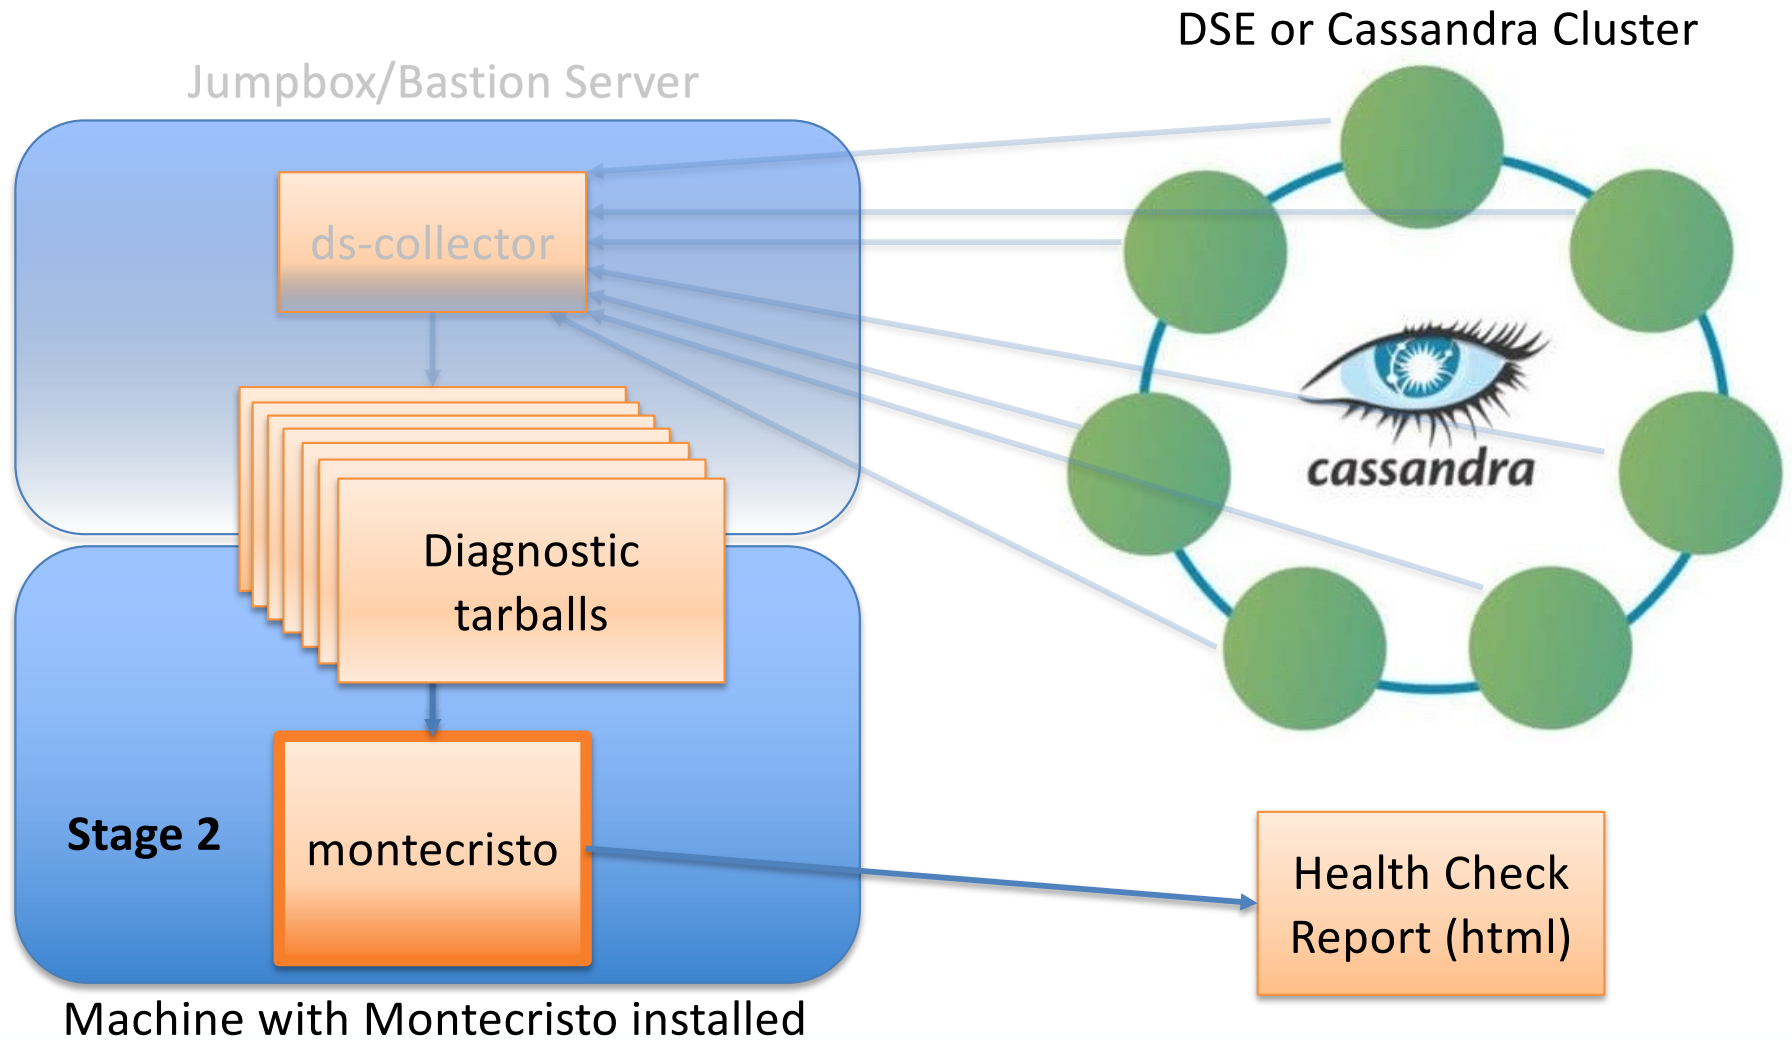 DSE or Cassandra Cluster
Jumpbox/Bastion Server
ds-collector
cassandra
Diagnostic
tarballs
Stage 2
montecristo
Health Check
Report (html)
Machine with Montecristo installed